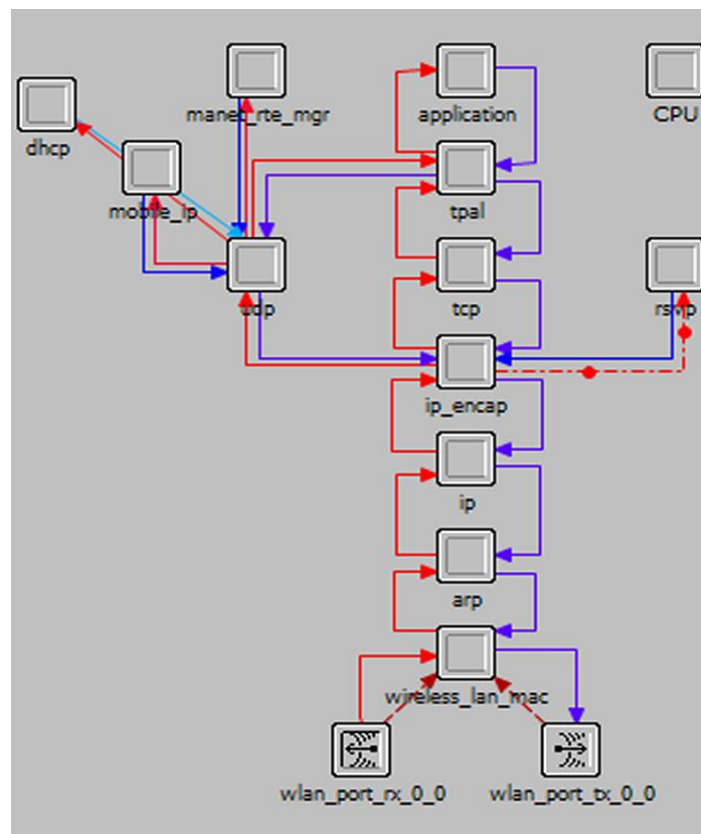 manet_rte_mgr
application
CPU
dhcp
mobile_ip
tpal
udp
tcp
rsvp
ip_encap
ip
arp
wireless_lan_mac
wlan_port_rx_0_0
wlan_port_tx_0_0